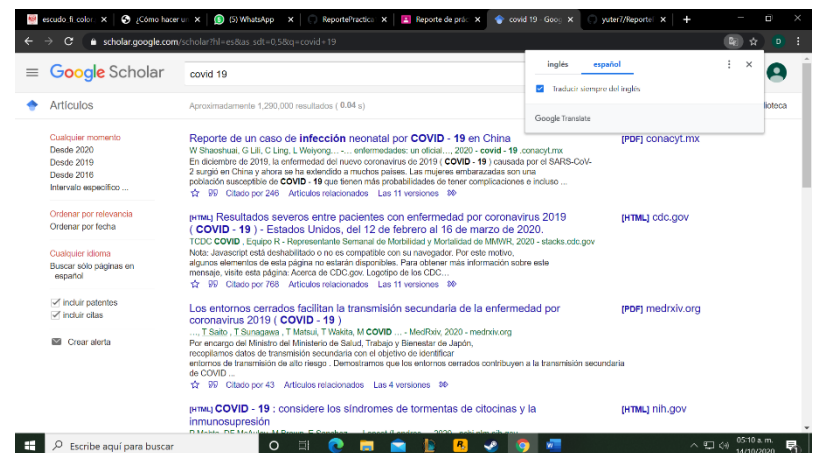 escudo_fi_color
¿Cómo hacer un
(5) WhatsApp
ReportePractica
Reporte de prác
covid 19 - Goog
yuter7/Reporte
scholar.google.com/scholar?hl=es&as_sdt=0,5&q=covid+19
inglés español
Traducir siempre del inglés
Google Translate
Google Scholar
covid 19
Artículos
Aproximadamente 1,290,000 resultados ( 0.04 s)
lioteca
Cualquier momento
Desde 2020
Desde 2019
Desde 2016
Intervalo específico ...
Ordenar por relevancia
Ordenar por fecha
Cualquier idioma
Buscar sólo páginas en
español
incluir patentes
incluir citas
Crear alerta
Reporte de un caso de infección neonatal por COVID - 19 en China
[PDF] conacyt.mx
W Shaoshuai, G Lili, C Ling, L Weiyong... -... enfermedades: un oficial..., 2020 - covid - 19 .conacyt.mx
En diciembre de 2019, la enfermedad del nuevo coronavirus de 2019 ( COVID - 19 ) causada por el SARS-CoV-
2 surgió en China y ahora se ha extendido a muchos países. Las mujeres embarazadas son una
población susceptible de COVID - 19 que tienen más probabilidades de tener complicaciones e incluso ...
Citado por 246 Artículos relacionados Las 11 versiones
[HTML] Resultados severos entre pacientes con enfermedad por coronavirus 2019
[HTML] cdc.gov
( COVID - 19 ) - Estados Unidos, del 12 de febrero al 16 de marzo de 2020.
TCDC COVID , Equipo R - Representante Semanal de Morbilidad y Mortalidad de MMWR, 2020 - stacks.cdc.gov
Nota: Javascript está deshabilitado o no es compatible con su navegador. Por este motivo,
algunos elementos de esta página no estarán disponibles. Para obtener más información sobre este
mensaje, visite esta página: Acerca de CDC.gov. Logotipo de los CDC...
Citado por 768 Artículos relacionados Las 11 versiones
Los entornos cerrados facilitan la transmisión secundaria de la enfermedad por
[PDF] medrxiv.org
coronavirus 2019 ( COVID - 19 )
..., T Saito , T Sunagawa , T Matsui, T Wakita, M COVID ... - MedRxiv, 2020 - medrxiv.org
Por encargo del Ministro del Ministerio de Salud, Trabajo y Bienestar de Japón,
recopilamos datos de transmisión secundaria con el objetivo de identificar
entornos de transmisión de alto riesgo . Demostramos que los entornos cerrados contribuyen a la transmisión secundaria
de COVID ...
Citado por 43 Artículos relacionados Las 4 versiones
[HTML] COVID - 19 : considere los síndromes de tormentas de citocinas y la
[HTML] nih.gov
inmunosupresión
Escribe aquí para buscar
05:10 a. m.
14/10/2020